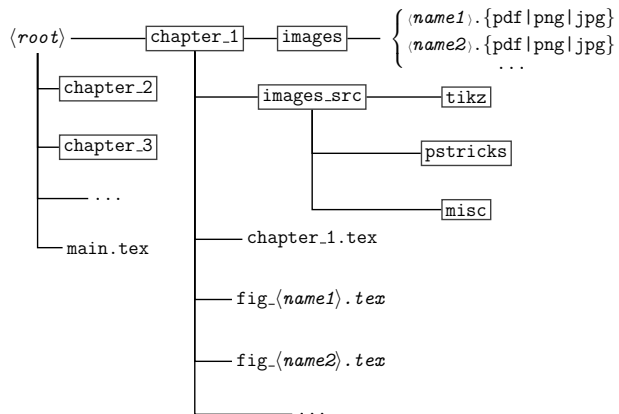 ⟨root⟩ chapter_1 images ⟨name1⟩.{pdf|png|jpg}
⟨name2⟩.{pdf|png|jpg}
...
chapter_2 images_src tikz
chapter_3 pstricks
...
misc
main.tex chapter_1.tex
fig_⟨name1⟩.tex
fig_⟨name2⟩.tex
...